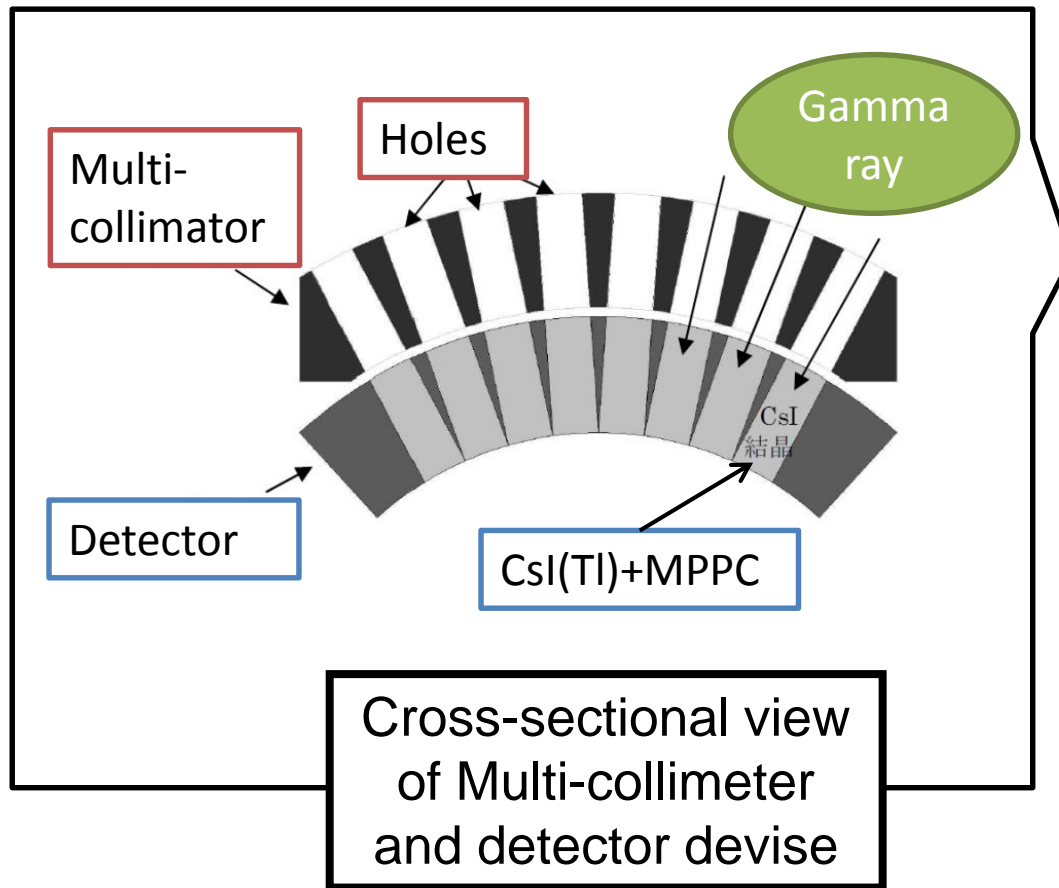 Gamma
ray
Holes
Multi-
collimator
CsI
結晶
Detector
CsI(Tl)+MPPC
Cross-sectional view
of Multi-collimeter
and detector devise